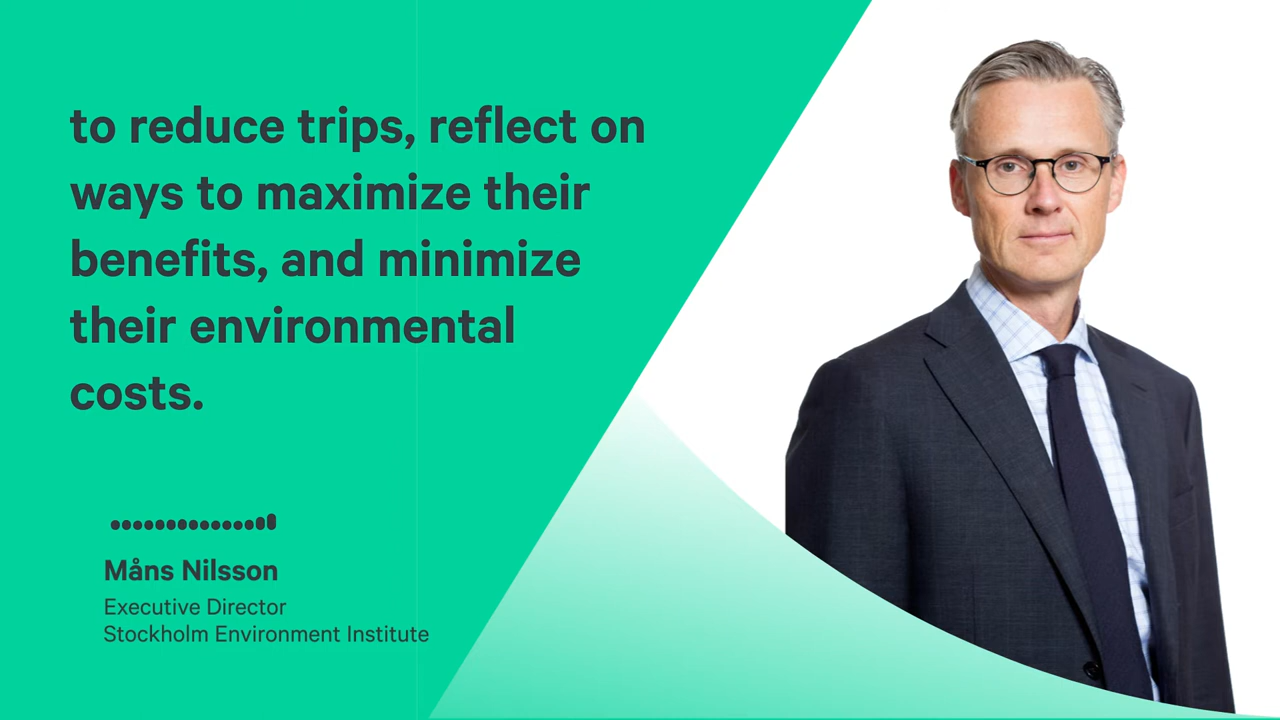 to reduce trips, reflect on
ways to maximize their
benefits, and minimize
their environmental
costs.
Måns Nilsson
Executive Director
Stockholm Environment Institute